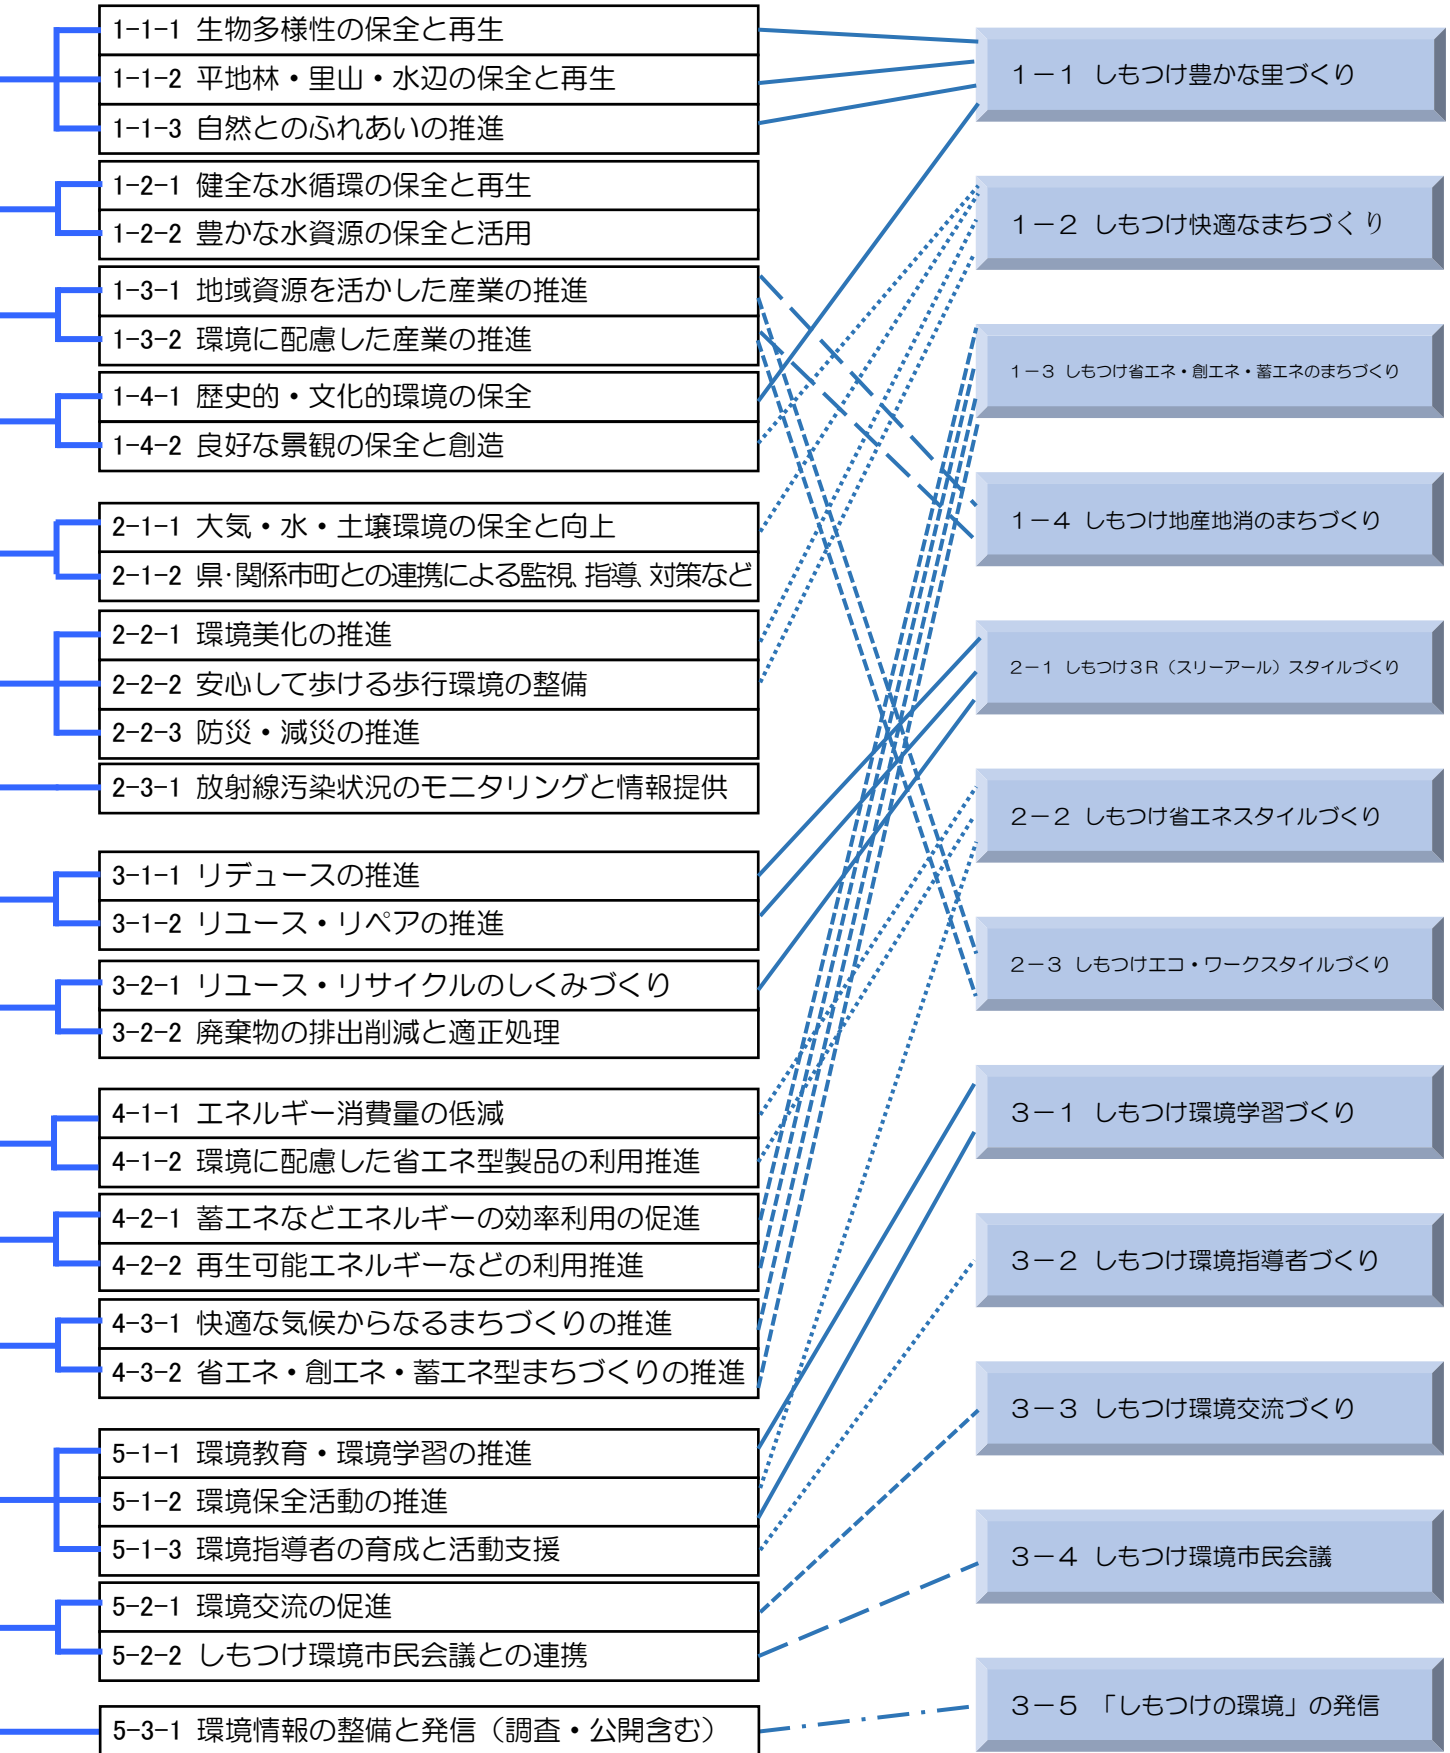 1-1-1 生物多様性の保全と再生
1-1-2 平地林・里山・水辺の保全と再生
1-1-3 自然とのふれあいの推進
1-2-1 健全な水循環の保全と再生
1-2-2 豊かな水資源の保全と活用
1-3-1 地域資源を活かした産業の推進
1-3-2 環境に配慮した産業の推進
1-4-1 歴史的・文化的環境の保全
1-4-2 良好な景観の保全と創造
2-1-1 大気・水・土壌環境の保全と向上
2-1-2 県・関係市町との連携による監視、指導、対策など
2-2-1 環境美化の推進
2-2-2 安心して歩ける歩行環境の整備
2-2-3 防災・減災の推進
2-3-1 放射線汚染状況のモニタリングと情報提供
3-1-1 リデュースの推進
3-1-2 リユース・リペアの推進
3-2-1 リユース・リサイクルのしくみづくり
3-2-2 廃棄物の排出削減と適正処理
4-1-1 エネルギー消費量の低減
4-1-2 環境に配慮した省エネ型製品の利用推進
4-2-1 蓄エネなどエネルギーの効率利用の促進
4-2-2 再生可能エネルギーなどの利用推進
4-3-1 快適な気候からなるまちづくりの推進
4-3-2 省エネ・創エネ・蓄エネ型まちづくりの推進
5-1-1 環境教育・環境学習の推進
5-1-2 環境保全活動の推進
5-1-3 環境指導者の育成と活動支援
5-2-1 環境交流の促進
5-2-2 しもつけ環境市民会議との連携
5-3-1 環境情報の整備と発信（調査・公開含む）
１－１ しもつけ豊かな里づくり
１－２ しもつけ快適なまちづくり
１－３ しもつけ省エネ・創エネ・蓄エネのまちづくり
１－４ しもつけ地産地消のまちづくり
２－１ しもつけ３Ｒ（スリーアール）スタイルづくり
２－２ しもつけ省エネスタイルづくり
２－３ しもつけエコ・ワークスタイルづくり
３－１ しもつけ環境学習づくり
３－２ しもつけ環境指導者づくり
３－３ しもつけ環境交流づくり
３－４ しもつけ環境市民会議
３－５ 「しもつけの環境」の発信